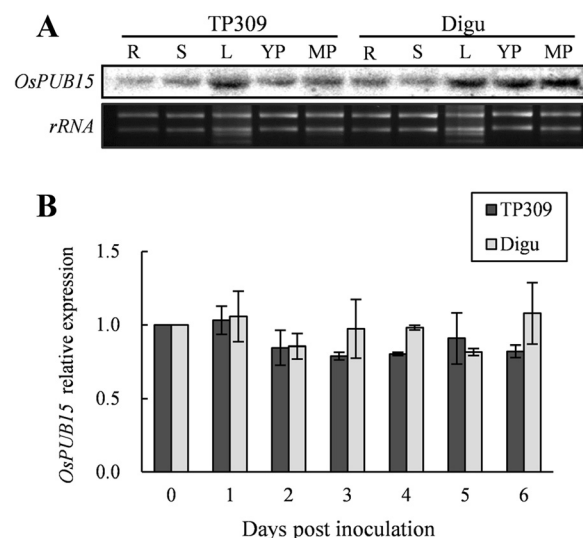 A
TP309 Digu
R S L YP MP R S L YP MP
OsPUB15
rRNA
B
TP309
Digu
OsPUB15 relative expression
1.5
1.0
0.5
0.0
0 1 2 3 4 5 6
Days post inoculation